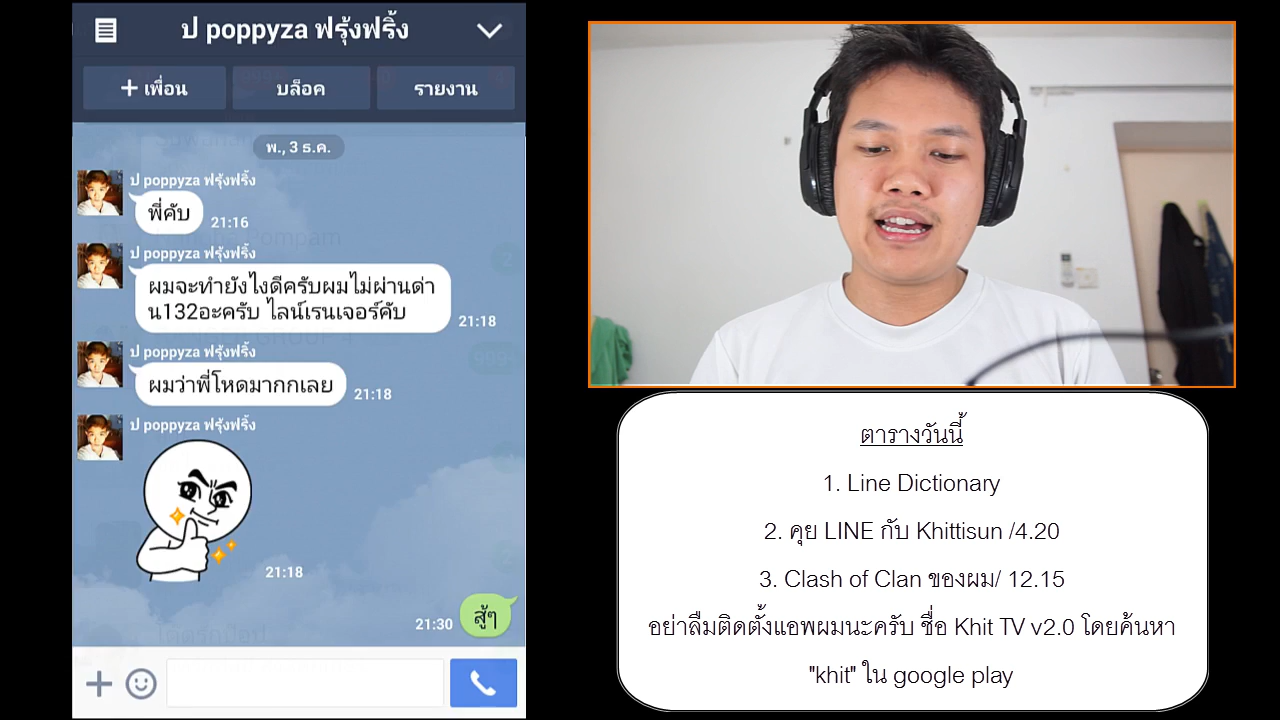 ป poppyza ฟรุ้งฟริ้ง
+ เพื่อน
บล็อค
รายงาน
พ., 3 ธ.ค.
ป poppyza ฟรุ้งฟริ้ง
พี่คับ
21:16
Pompam
ป poppyza ฟรุ้งฟริ้ง
ผมจะทำยังไงดีครับผมไม่ผ่านด่า
น132อะครับ ไลน์เรนเจอร์คับ
21:18
ป poppyza ฟรุ้งฟริ้ง
ผมว่าพี่โหดมากกเลย
21:18
ป poppyza ฟรุ้งฟริ้ง
21:18
สู้ๆ
21:30
ตารางวันนี้
1. Line Dictionary
2. คุย LINE กับ Khittisun /4.20
3. Clash of Clan ของผม/ 12.15
อย่าลืมติดตั้งแอพผมนะครับ ชื่อ Khit TV v2.0 โดยค้นหา
"khit" ใน google play